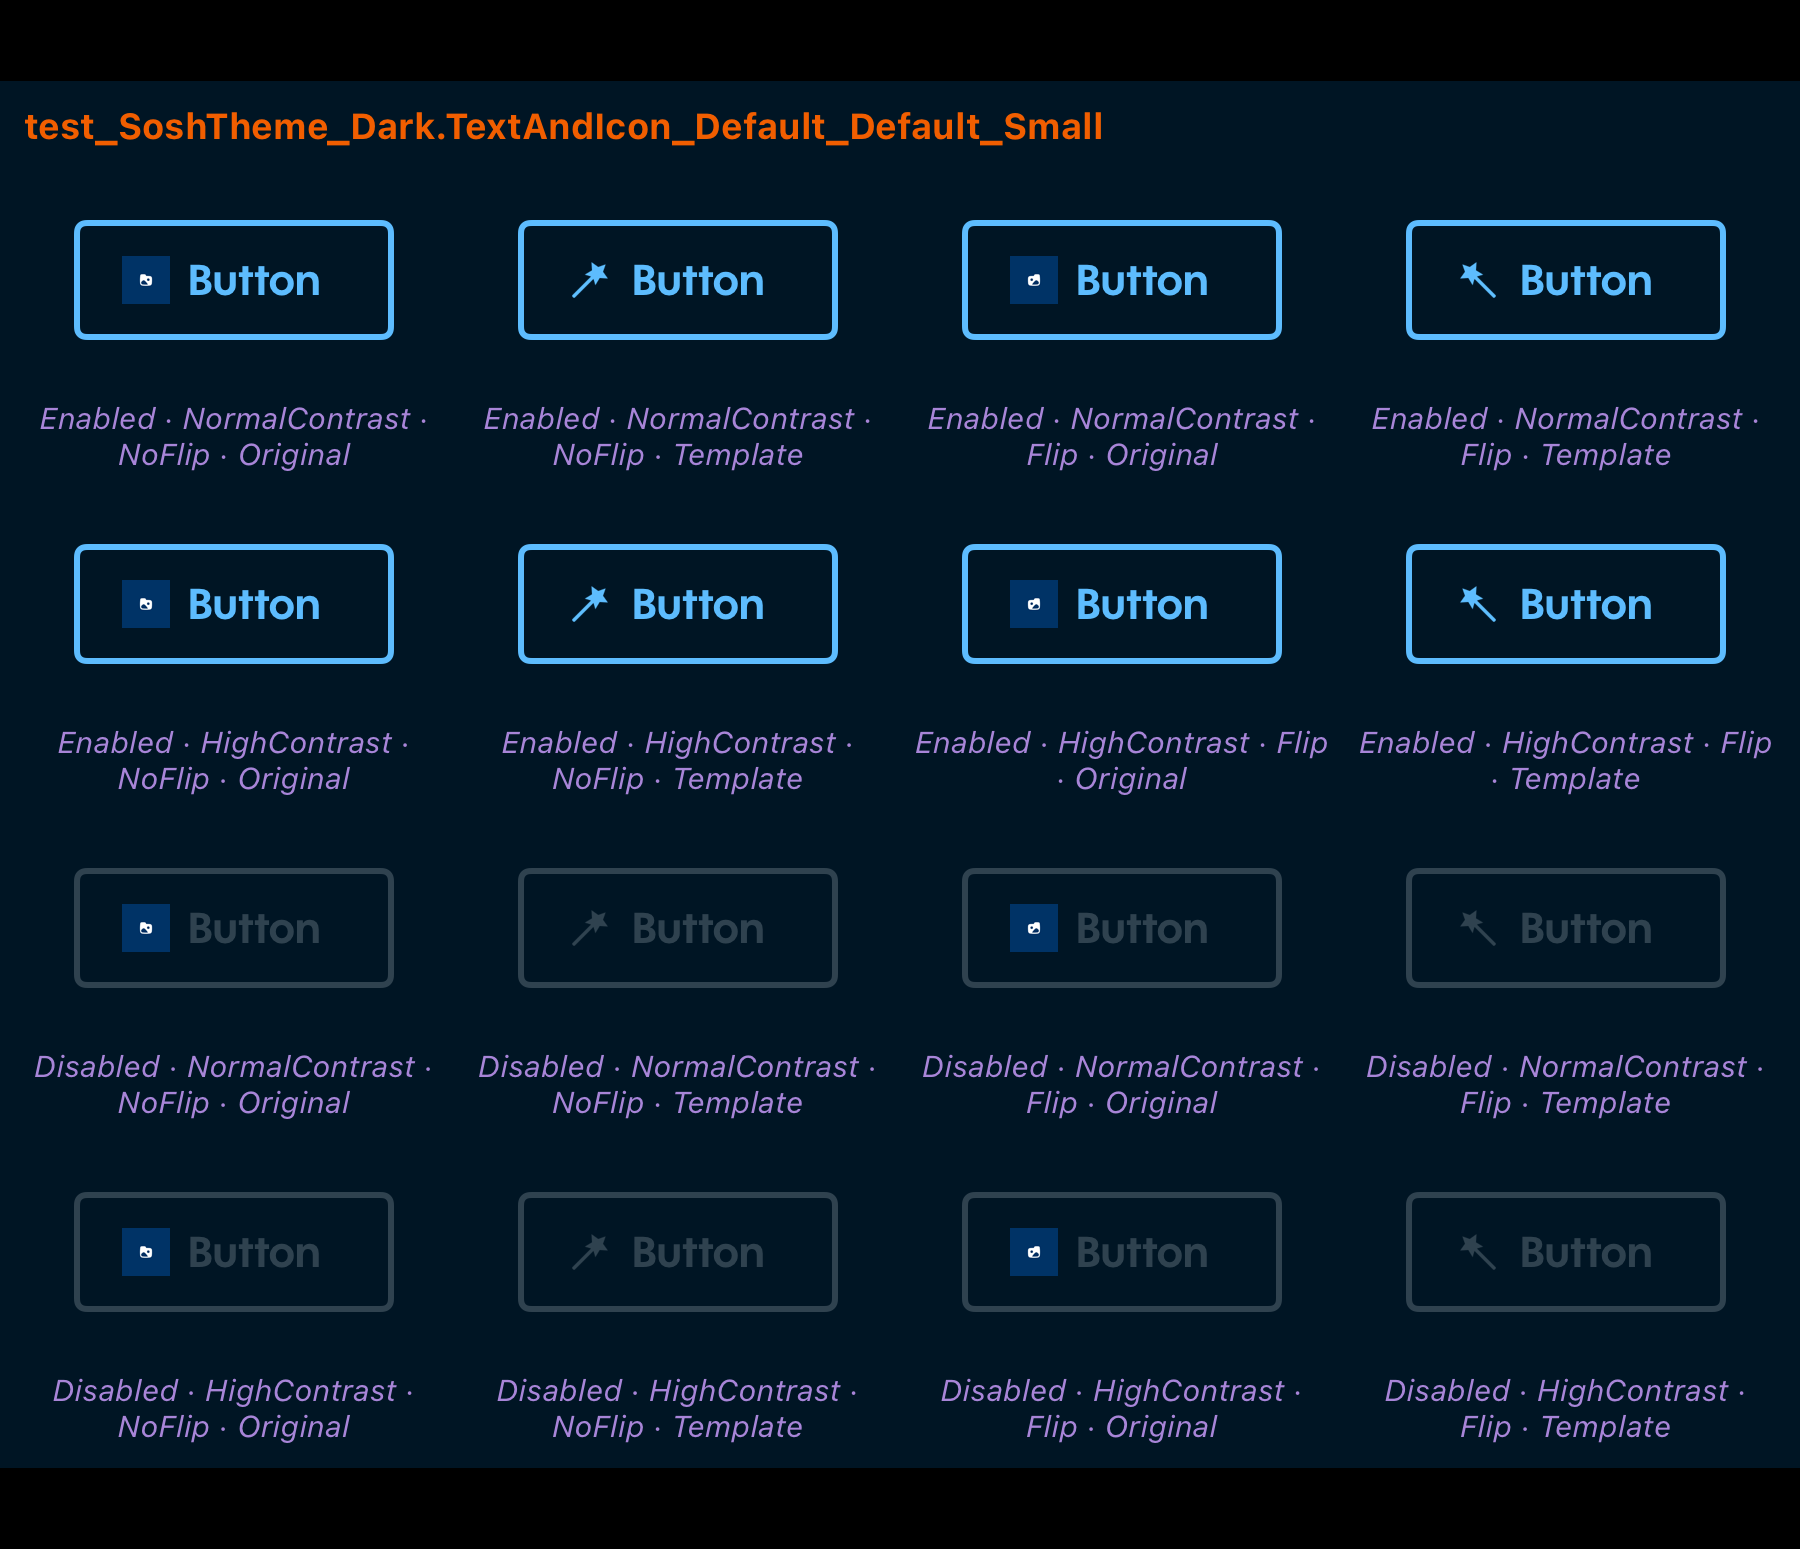 test_SoshTheme_Dark.TextAndIcon_Default_Default_Small
Button
Button
Button
Button
Enabled · NormalContrast ·
NoFlip · Original
Enabled · NormalContrast ·
NoFlip · Template
Enabled · NormalContrast ·
Flip · Original
Enabled · NormalContrast ·
Flip · Template
Button
Button
Button
Button
Enabled · HighContrast ·
NoFlip · Original
Enabled · HighContrast ·
NoFlip · Template
Enabled · HighContrast · Flip
· Original
Enabled · HighContrast · Flip
· Template
Button
Button
Button
Button
Disabled · NormalContrast ·
NoFlip · Original
Disabled · NormalContrast ·
NoFlip · Template
Disabled · NormalContrast ·
Flip · Original
Disabled · NormalContrast ·
Flip · Template
Button
Button
Button
Button
Disabled · HighContrast ·
NoFlip · Original
Disabled · HighContrast ·
NoFlip · Template
Disabled · HighContrast ·
Flip · Original
Disabled · HighContrast ·
Flip · Template